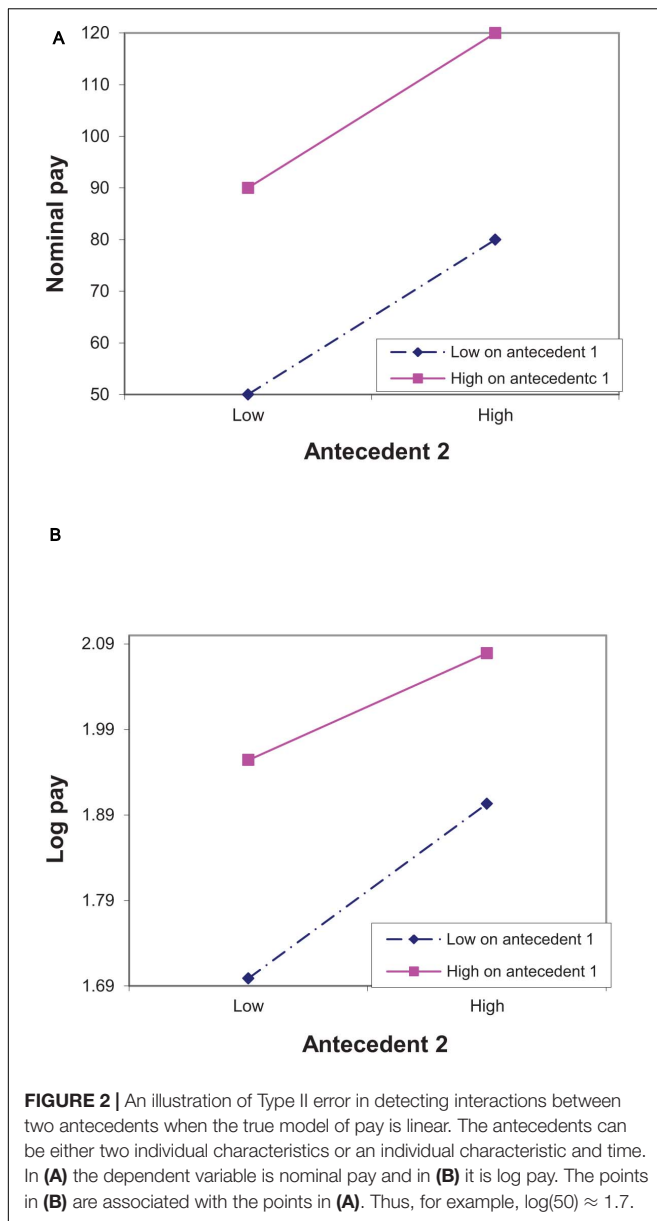 A
120
110
100
90
80
70
60
50
Nominal pay
Low on antecedent 1
High on antecedentc 1
Low High
Antecedent 2
B
2.09
1.99
1.89
1.79
1.69
Log pay
Low on antecedent 1
High on antecedent 1
Low High
Antecedent 2
FIGURE 2 | An illustration of Type II error in detecting interactions between
two antecedents when the true model of pay is linear. The antecedents can
be either two individual characteristics or an individual characteristic and time.
In (A) the dependent variable is nominal pay and in (B) it is log pay. The points
in (B) are associated with the points in (A). Thus, for example, log(50) ≈ 1.7.